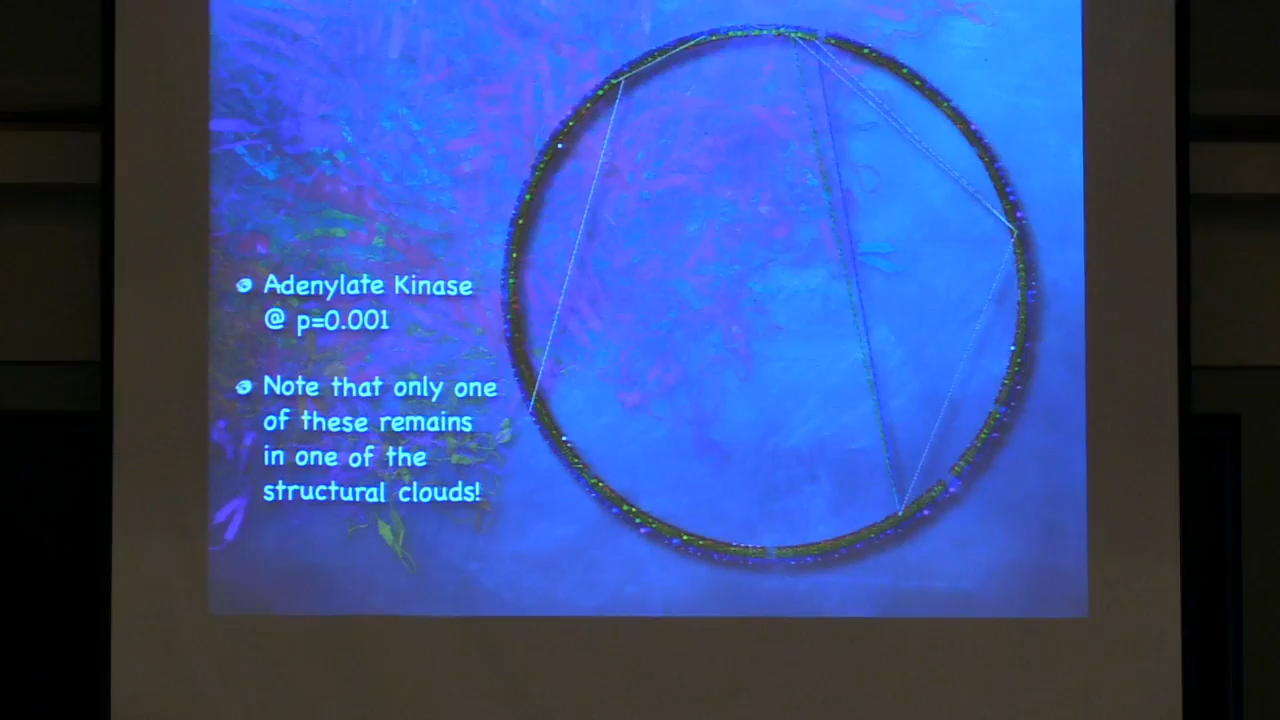 Adenylate Kinase
@ p=0.001
Note that only one
of these remains
in one of the
structural clouds!